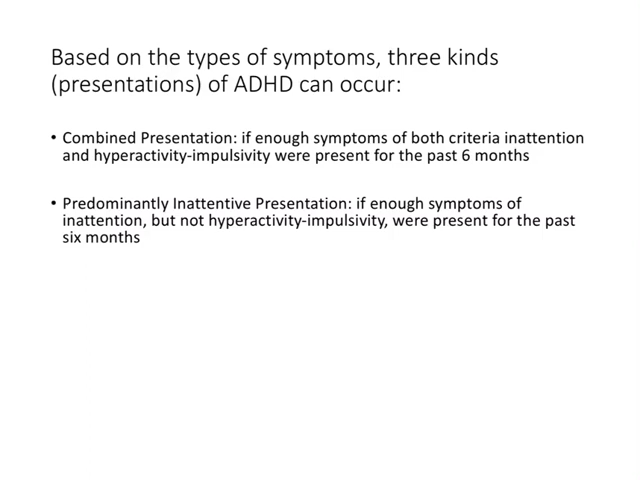 Based on the types of symptoms, three kinds
(presentations) of ADHD can occur:
• Combined Presentation: if enough symptoms of both criteria inattention
and hyperactivity-impulsivity were present for the past 6 months
• Predominantly Inattentive Presentation: if enough symptoms of
inattention, but not hyperactivity-impulsivity, were present for the past
six months